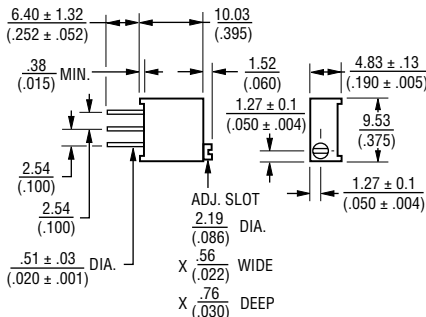 6.40 ± 1.32
(.252 ± .052)
10.03
(.395)
.38
(.015)
MIN.
1.52
(.060)
4.83 ± .13
(.190 ± .005)
1.27 ± 0.1
(.050 ± .004)
9.53
(.375)
2.54
(.100)
2.54
(.100)
1.27 ± 0.1
(.050 ± .004)
.51 ± .03
(.020 ± .001)
DIA.
ADJ. SLOT
2.19
(.086)
DIA.
X .56
(.022)
WIDE
X .76
(.030)
DEEP